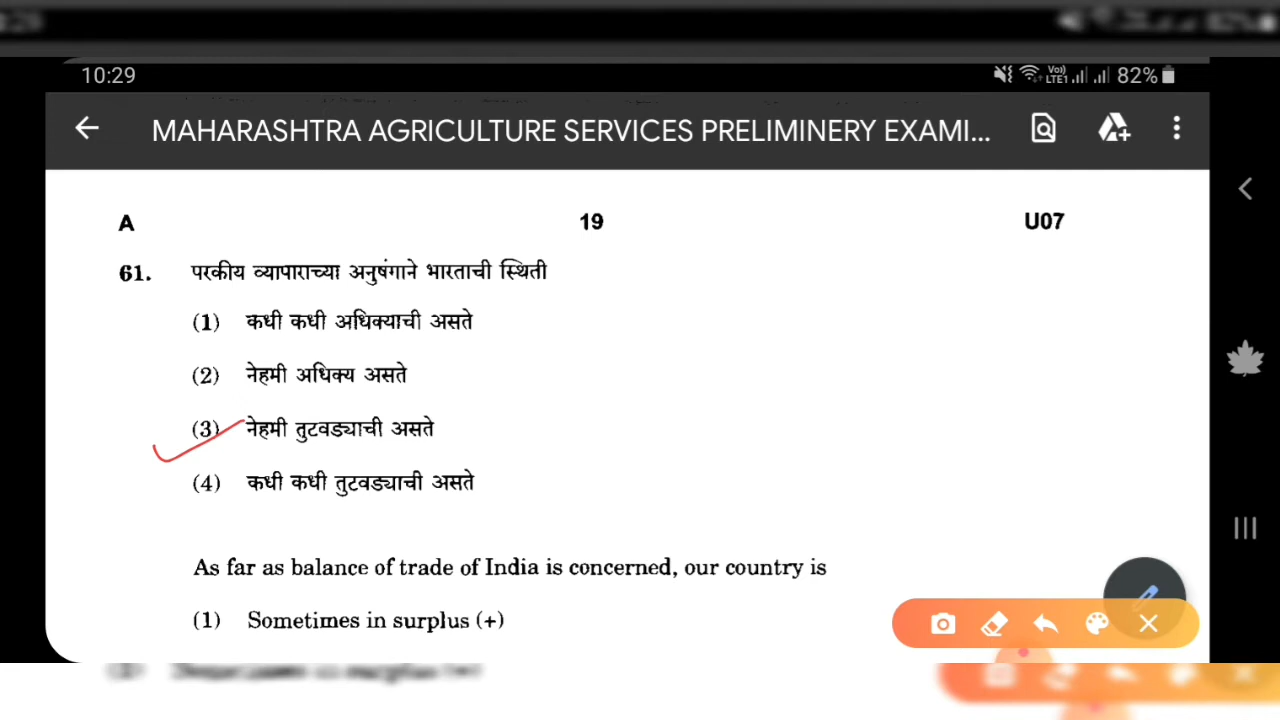 10:29
Vo)) LTE1 82%
MAHARASHTRA AGRICULTURE SERVICES PRELIMINERY EXAMI...
A 19 U07
61. परकीय व्यापाराच्या अनुषंगाने भारताची स्थिती
(1) कधी कधी अधिक्याची असते
(2) नेहमी अधिक्य असते
(3) नेहमी तुटवड्याची असते
(4) कधी कधी तुटवड्याची असते
As far as balance of trade of India is concerned, our country is
(1) Sometimes in surplus (+)